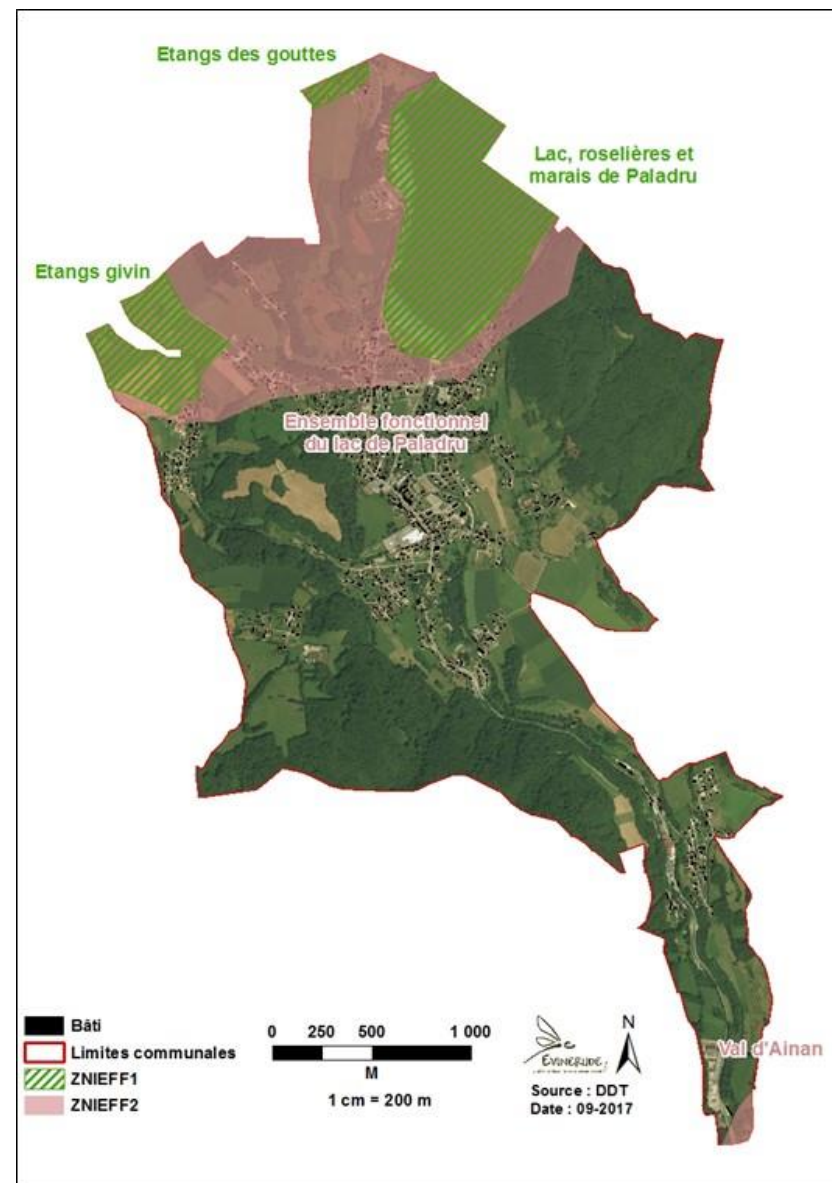 Etangs des gouttes
Lac, roselières et
marais de Paladru
Etangs givin
Ensemble fonctionnel
du lac de Paladru
Val d'Ainan
Bâti
Limites communales
ZNIEFF1
ZNIEFF2
0 250 500 1 000
M
1 cm = 200 m
EVINERUDE
N
Source : DDT
Date : 09-2017